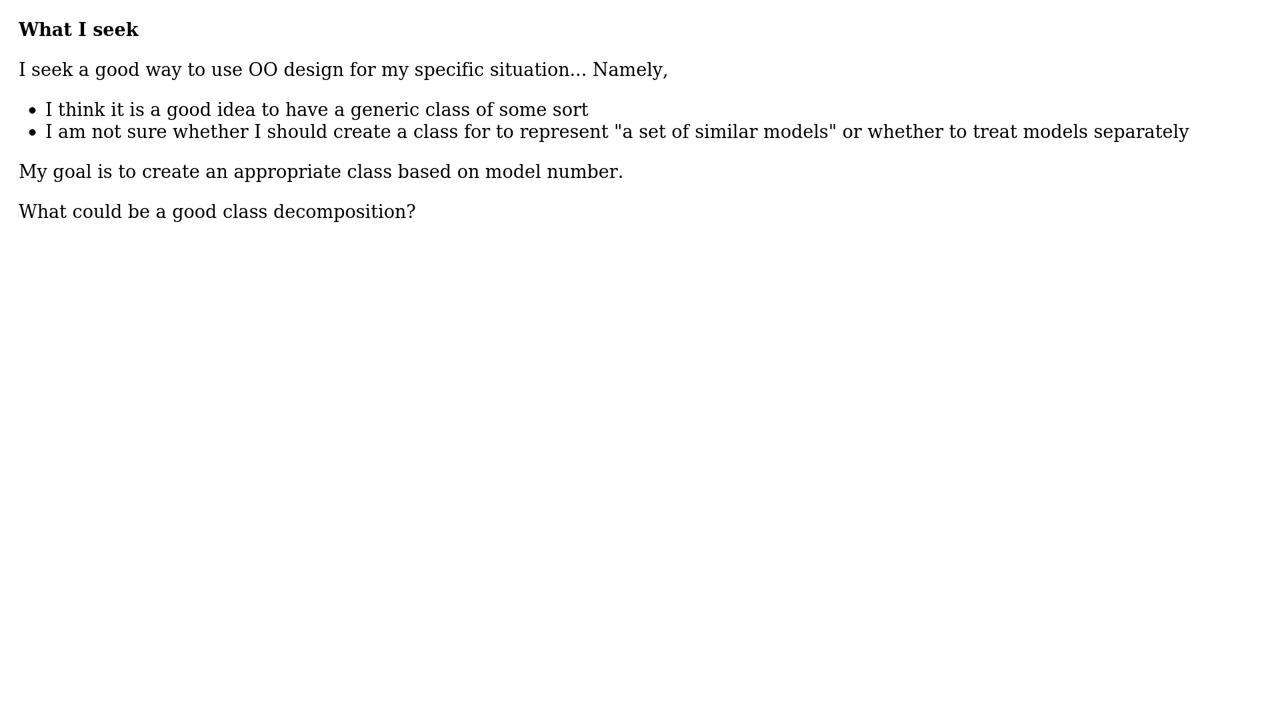 What I seek
I seek a good way to use OO design for my specific situation... Namely,
• I think it is a good idea to have a generic class of some sort
• I am not sure whether I should create a class for to represent "a set of similar models" or whether to treat models separately
My goal is to create an appropriate class based on model number.
What could be a good class decomposition?